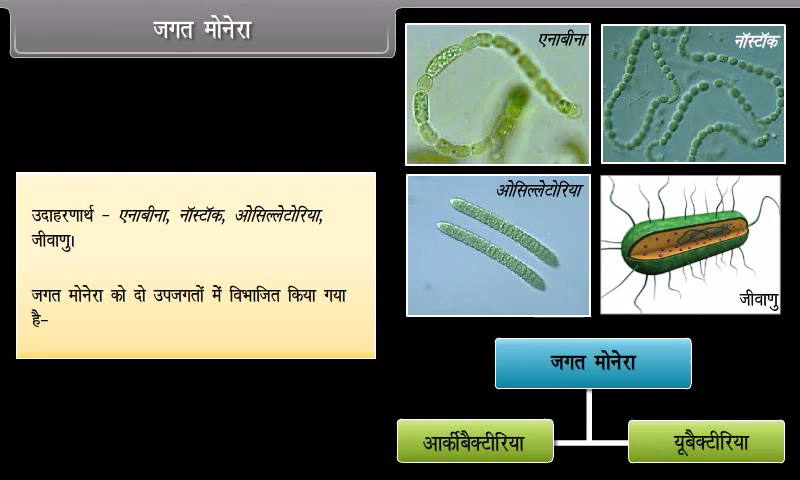 जगत मोनेरा
उदाहरणार्थ - एनाबीना, नॉस्टॉक, ओसिल्लेटोरिया,
जीवाणु।
जगत मोनेरा को दो उपजगतों में विभाजित किया गया
है-
एनाबीना
नॉस्टॉक
ओसिल्लेटोरिया
जीवाणु
जगत मोनेरा
आर्कीबैक्टीरिया
यूबैक्टीरिया